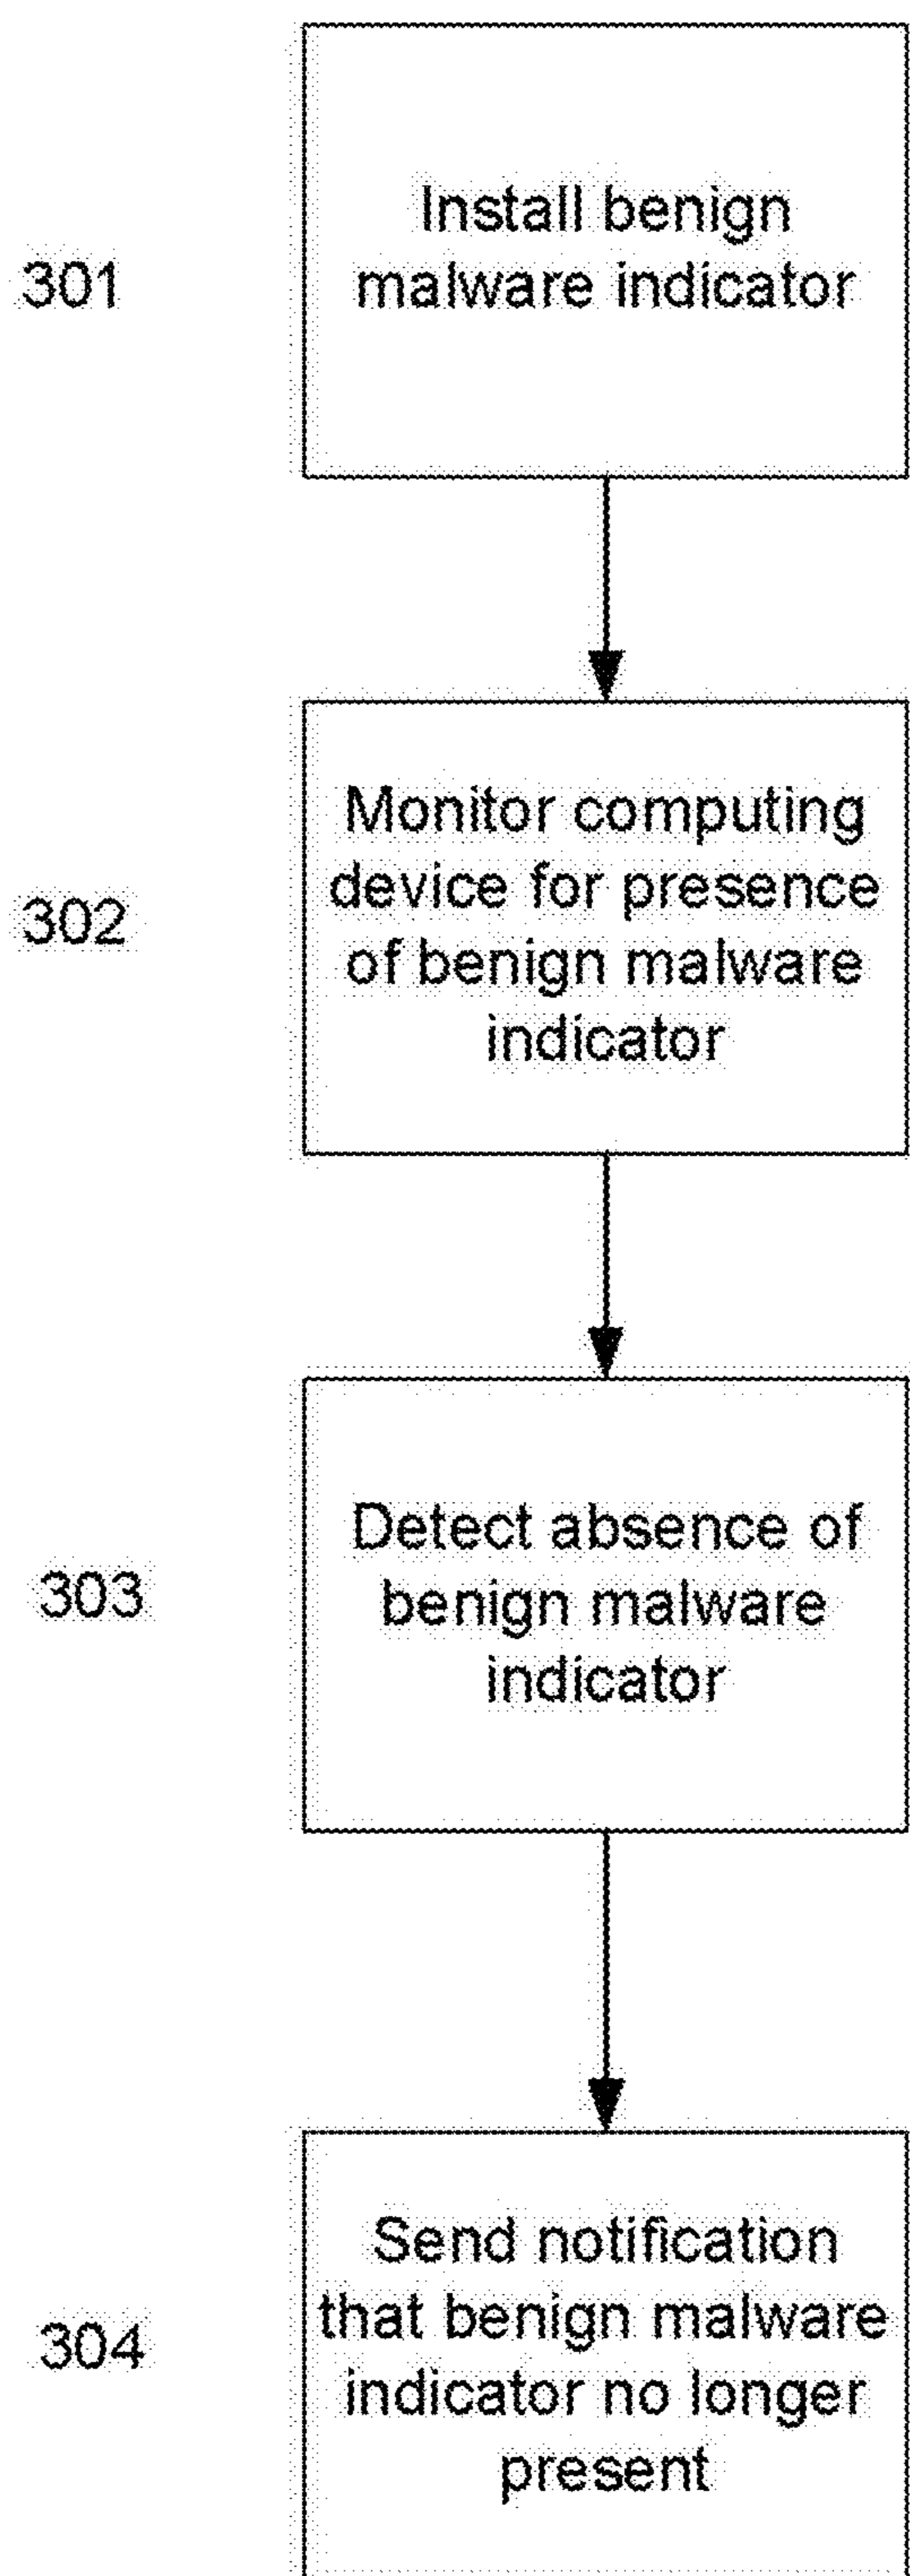 Install benign
malware indicator
301
Monitor computing
device for presence
of benign malware
indicator
302
Detect absence of
benign malware
indicator
303
Send notification
that benign malware
indicator no longer
present
304